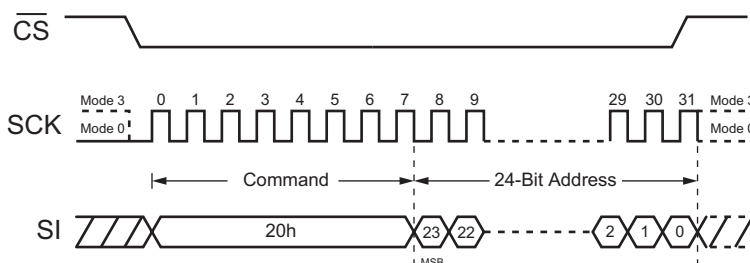 CS
Mode 3 0 1 2 3 4 5 6 7 8 9 29 30 31 Mode 3
SCK Mode 0 Mode 0
Command 24-Bit Address
SI 20h 23 22 2 1 0
MSB